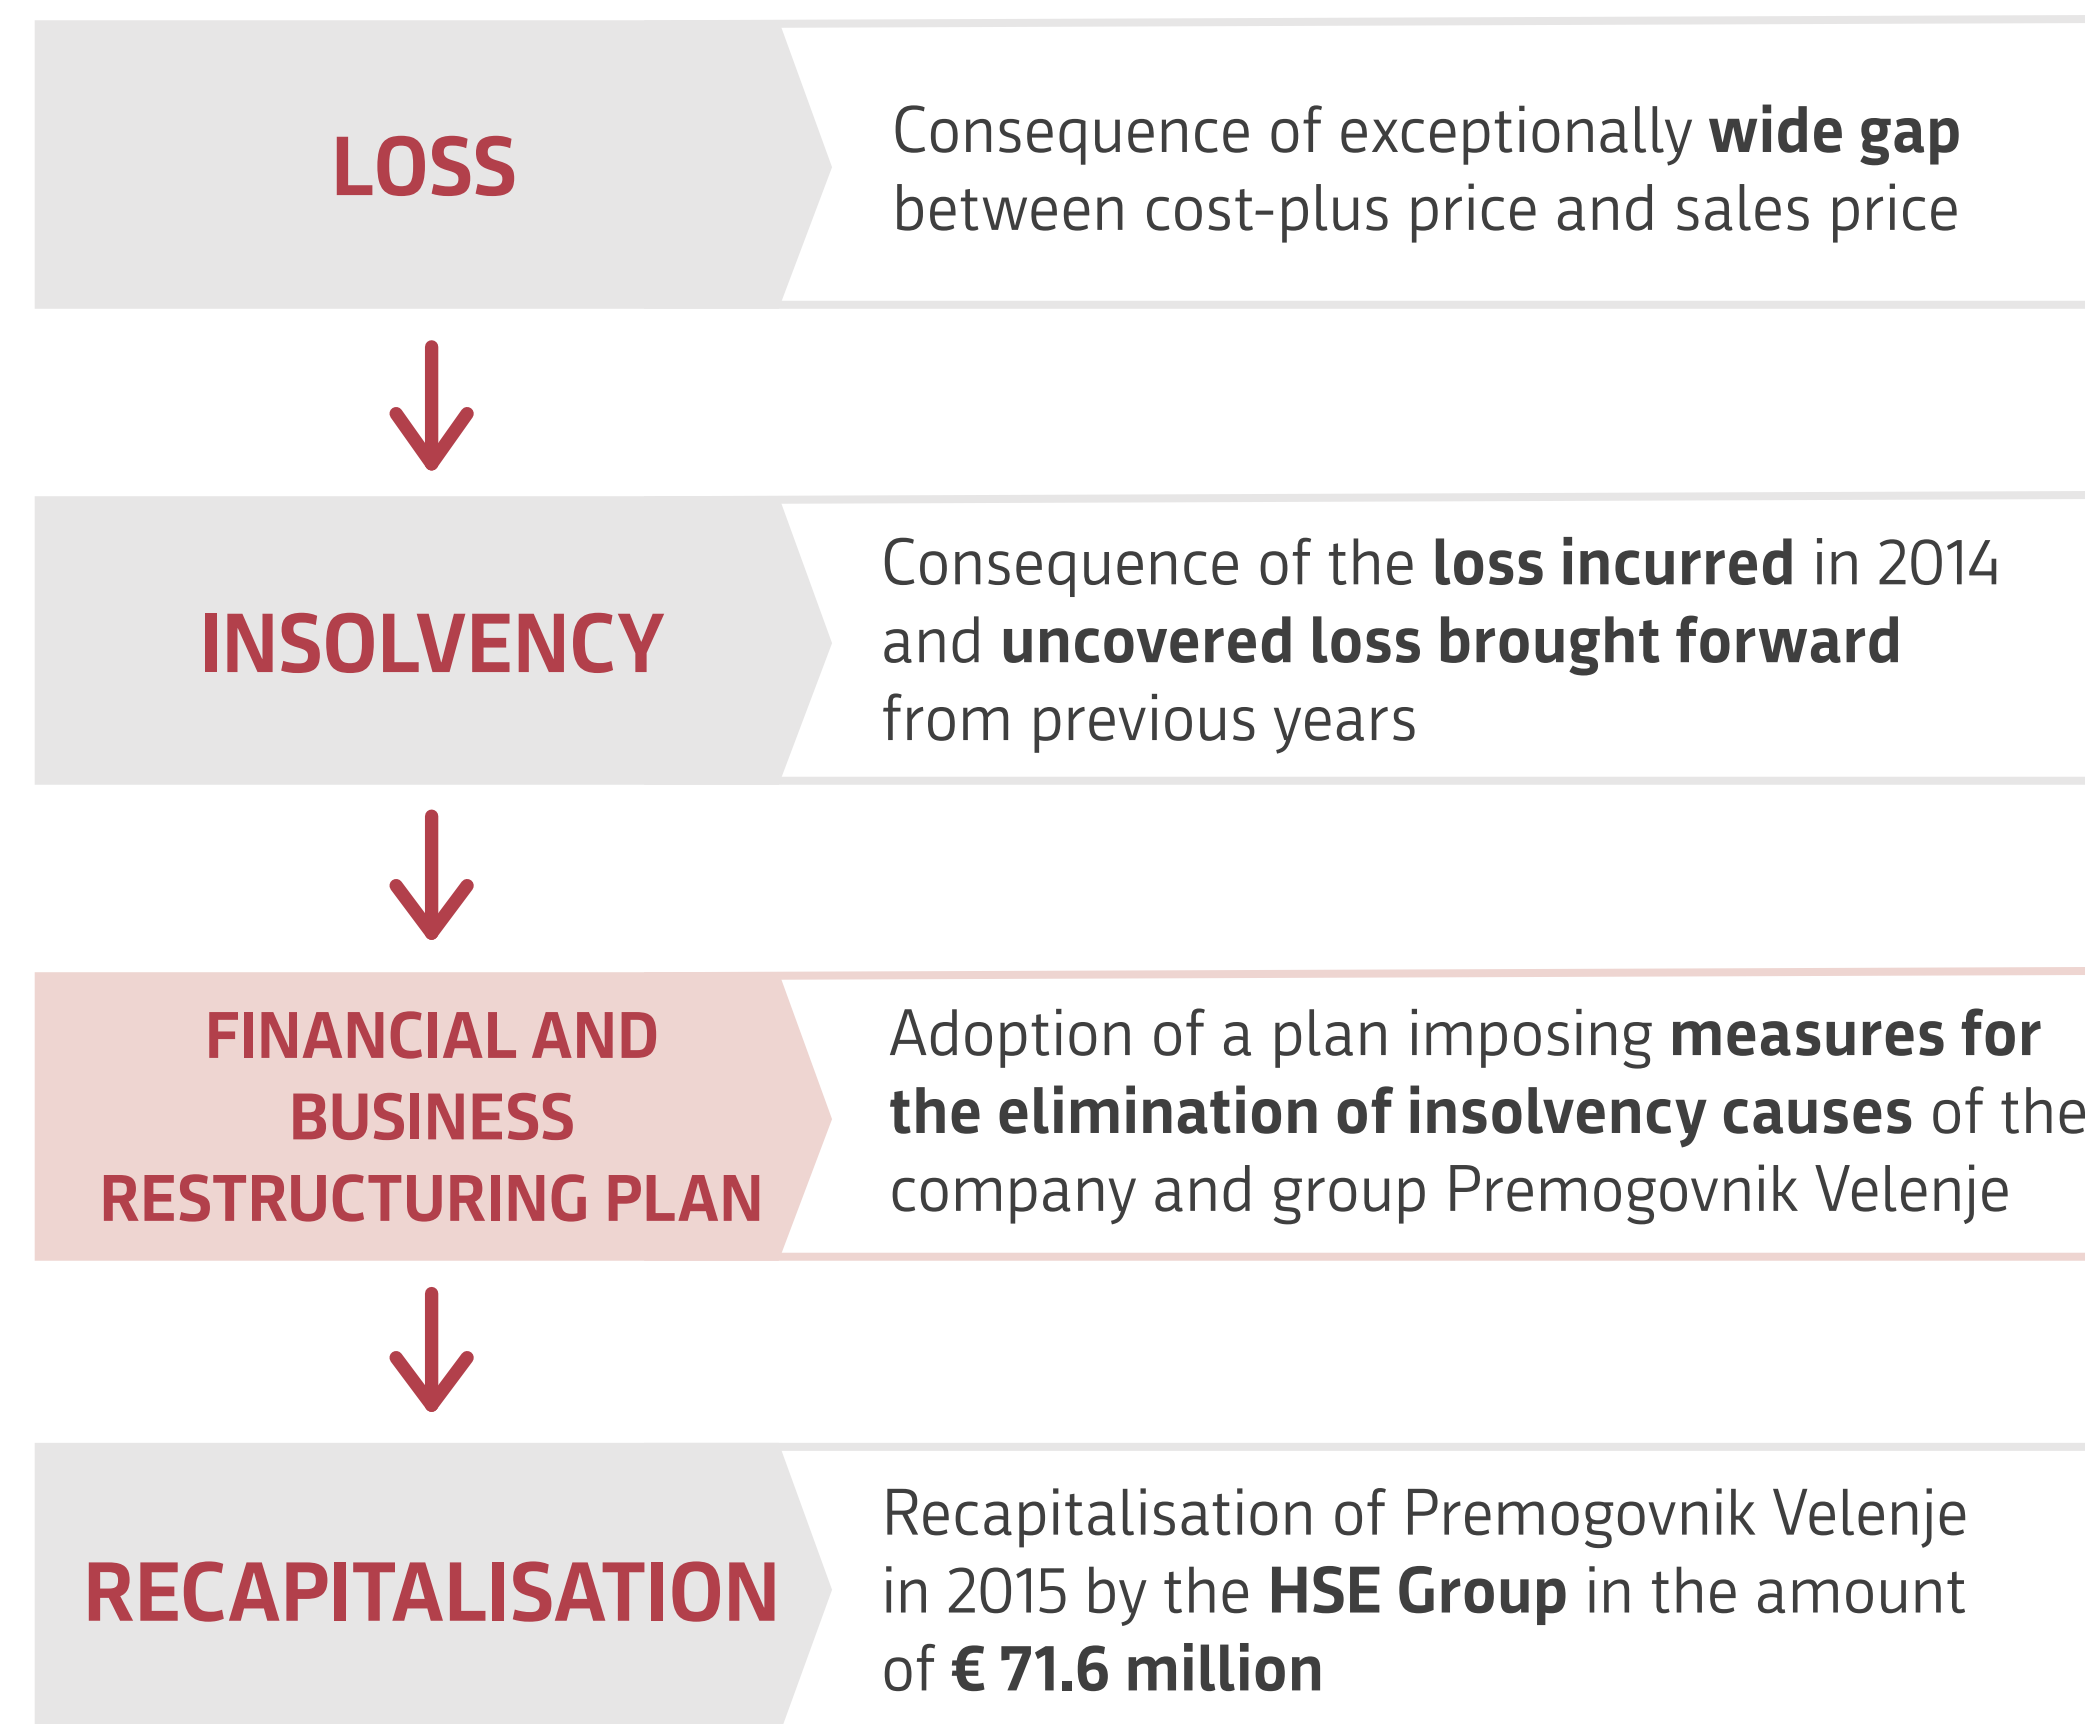 LOSS
Consequence of exceptionally wide gap
between cost-plus price and sales price
INSOLVENCY
Consequence of the loss incurred in 2014
and uncovered loss brought forward
from previous years
FINANCIAL AND
BUSINESS
RESTRUCTURING PLAN
Adoption of a plan imposing measures for
the elimination of insolvency causes of the
company and group Premogovnik Velenje
RECAPITALISATION
Recapitalisation of Premogovnik Velenje
in 2015 by the HSE Group in the amount
of € 71.6 million